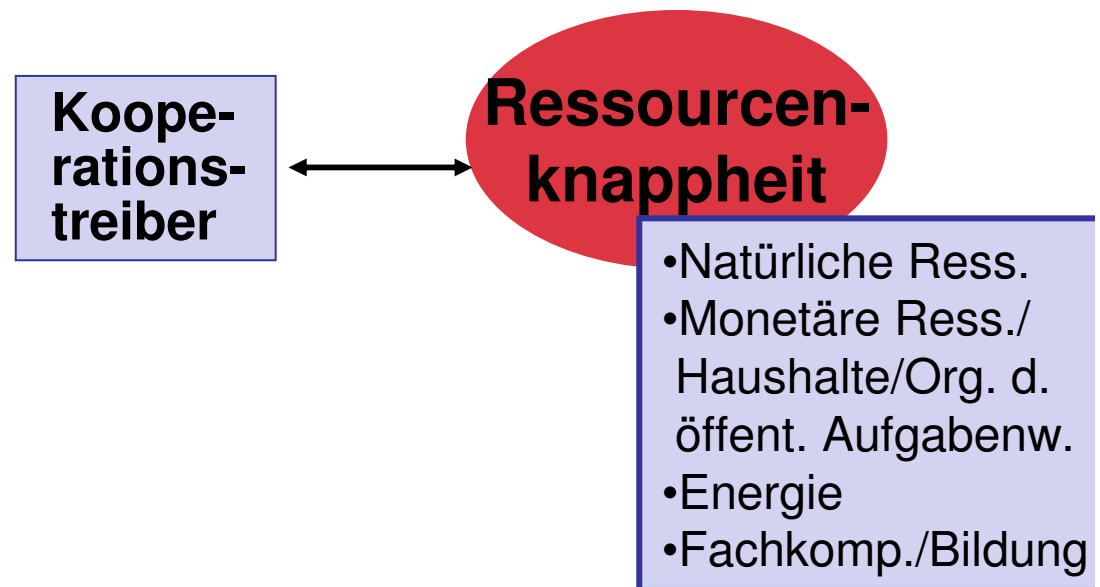 Koope-
rations-
treiber
Ressourcen-
knappheit
•Natürliche Ress.
•Monetäre Ress./
Haushalte/Org. d.
öffent. Aufgabenw.
•Energie
•Fachkomp./Bildung